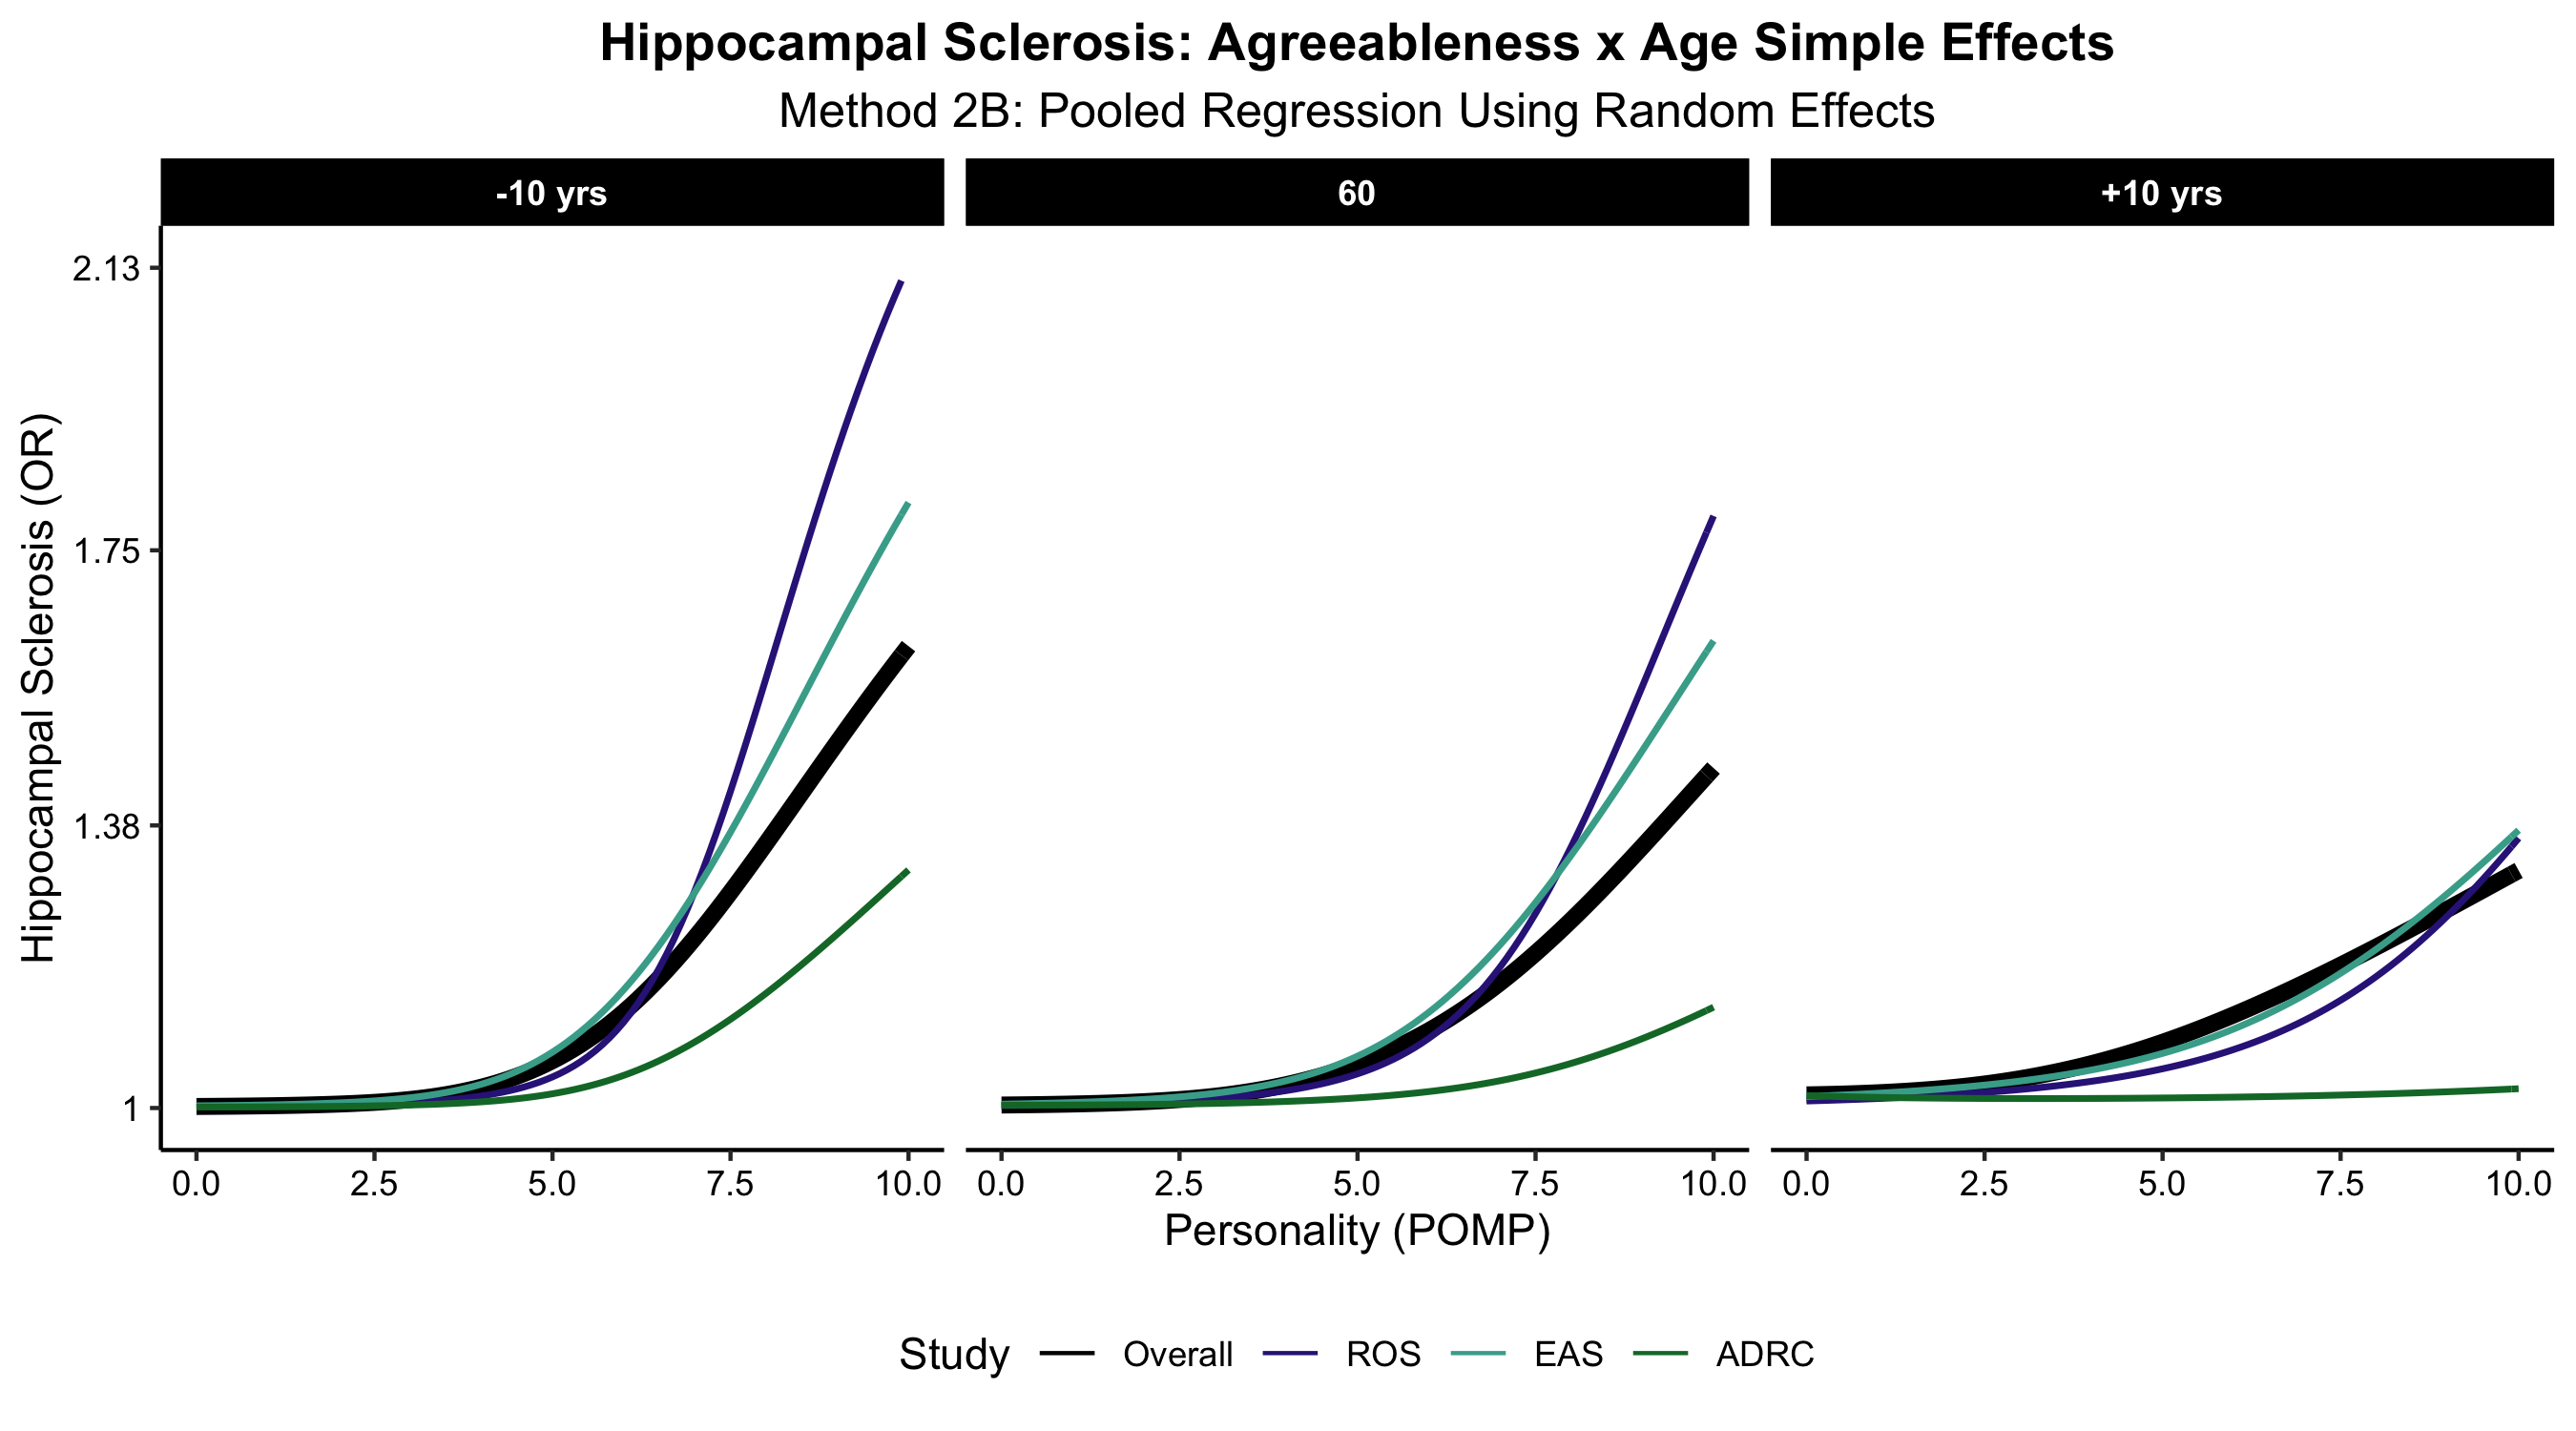 Hippocampal Sclerosis: Agreeableness x Age Simple Effects
Method 2B: Pooled Regression Using Random Effects
-10 yrs
60
+10 yrs
Hippocampal Sclerosis (OR)
2.13
1.75
1.38
1
0.0 2.5 5.0 7.5 10.0
0.0 2.5 5.0 7.5 10.0
0.0 2.5 5.0 7.5 10.0
Personality (POMP)
Study Overall ROS EAS ADRC